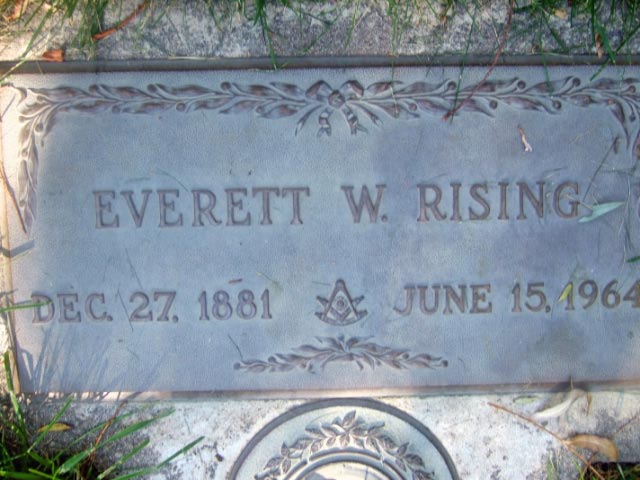 EVERETT W. RISING
DEC. 27, 1881 JUNE 15, 1964